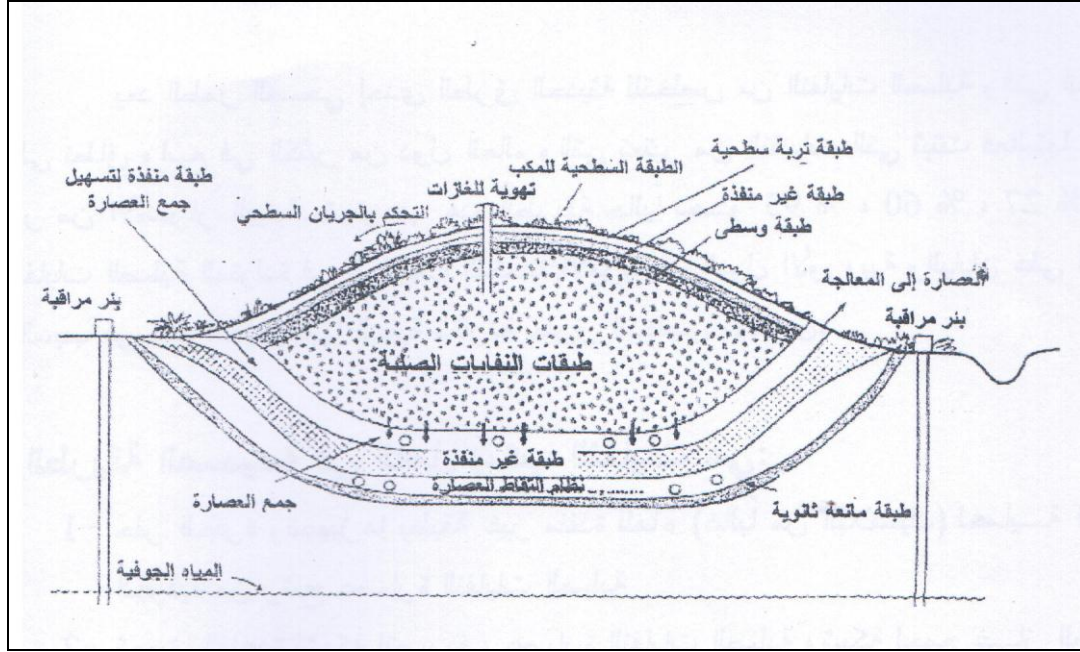 طبقة تربة سطحية
الطبقة السطحية للمكب
طبقة منفذة لتسهيل
جمع العصارة
تهوية للغازات
طبقة غير منفذة
التحكم بالجريان السطحي
طبقة وسطى
العصارة إلى المعالجة
بئر مراقبة
بئر مراقبة
طبقات النفايات الصلبة
طبقة غير منفذة
نظام التقاط العصارة
جمع العصارة
طبقة مانعة ثانوية
المياه الجوفية